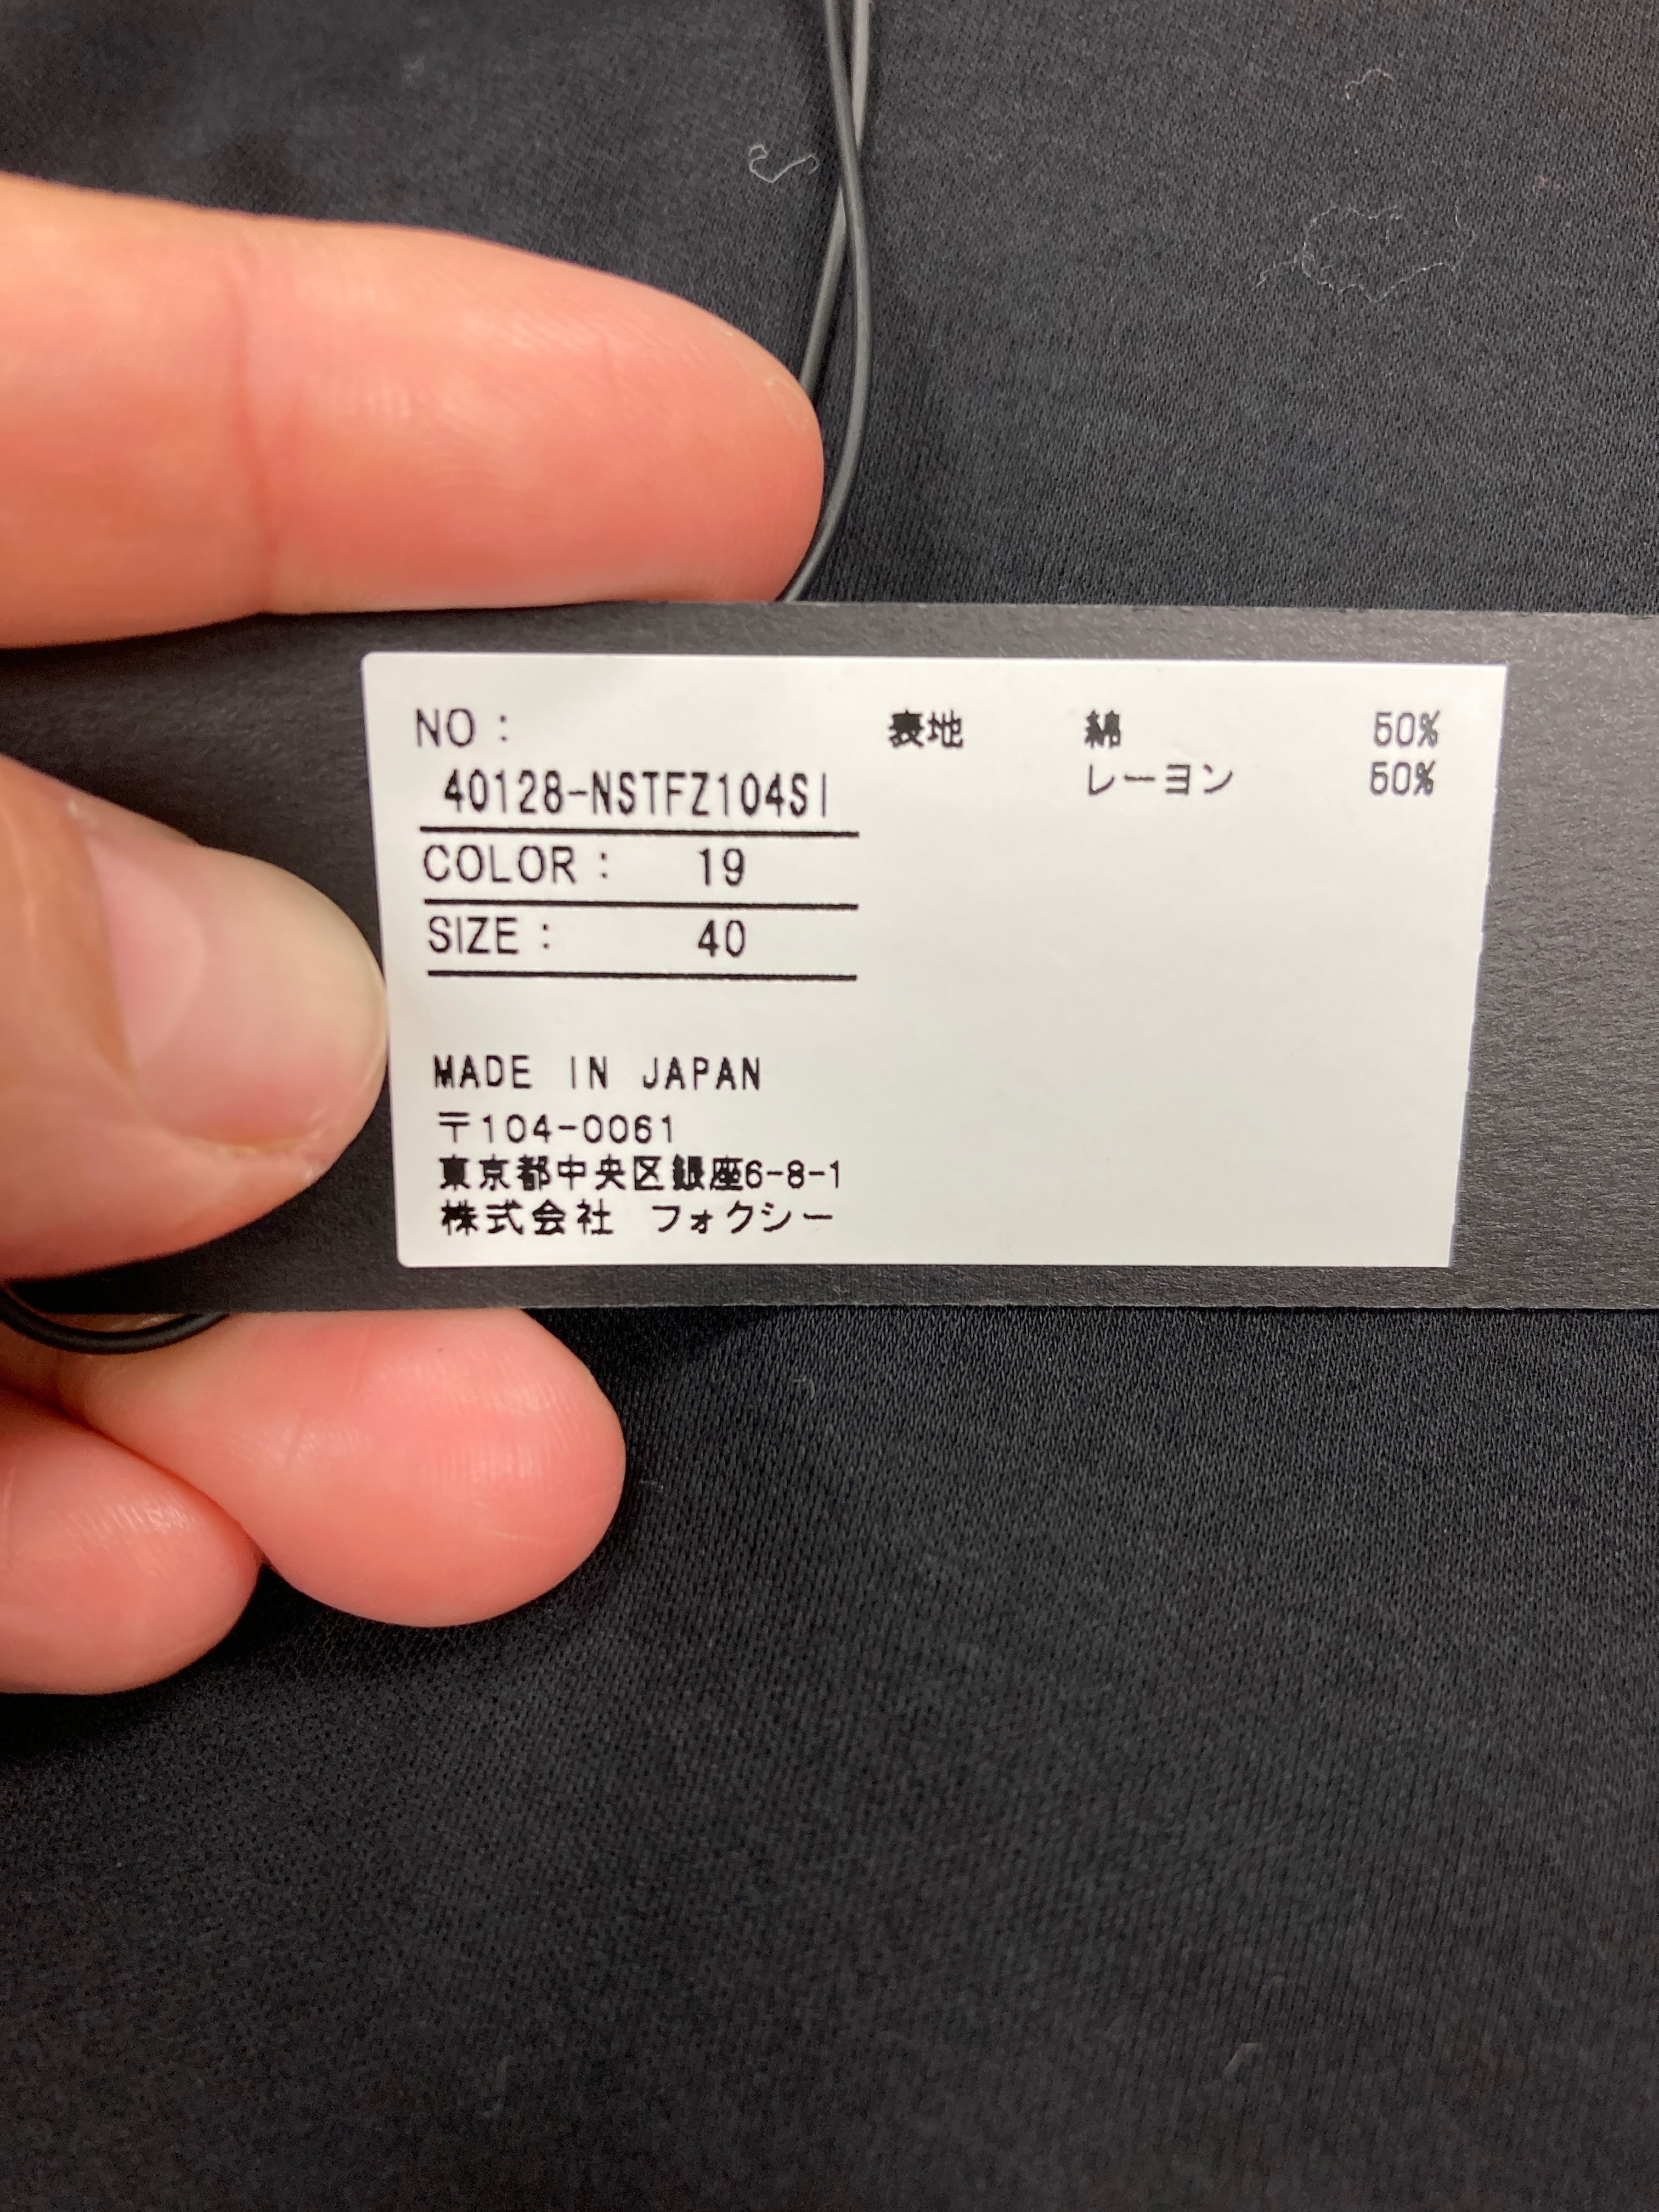 NO :
40128-NSTFZ104SI
COLOR : 19
SIZE : 40
MADE IN JAPAN
〒104-0061
東京都中央区銀座6-8-1
株式会社 フォクシー
表地 綿 50%
レーヨン 50%